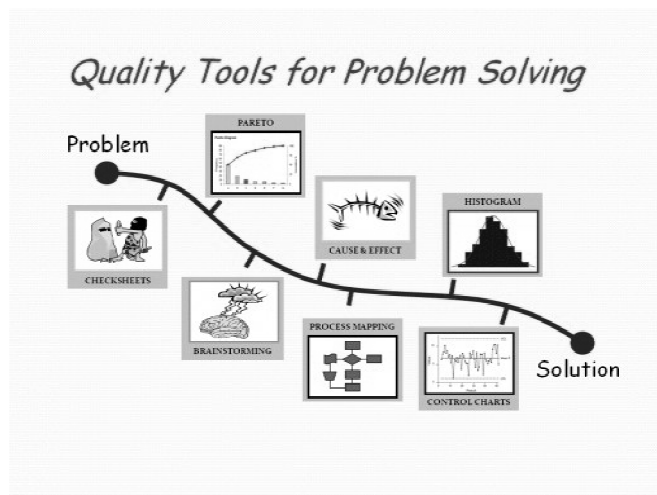 Quality Tools for Problem Solving
Problem
PARETO
CHECKSHEETS
CAUSE & EFFECT
BRAINSTORMING
HISTOGRAM
PROCESS MAPPING
CONTROL CHARTS
Solution